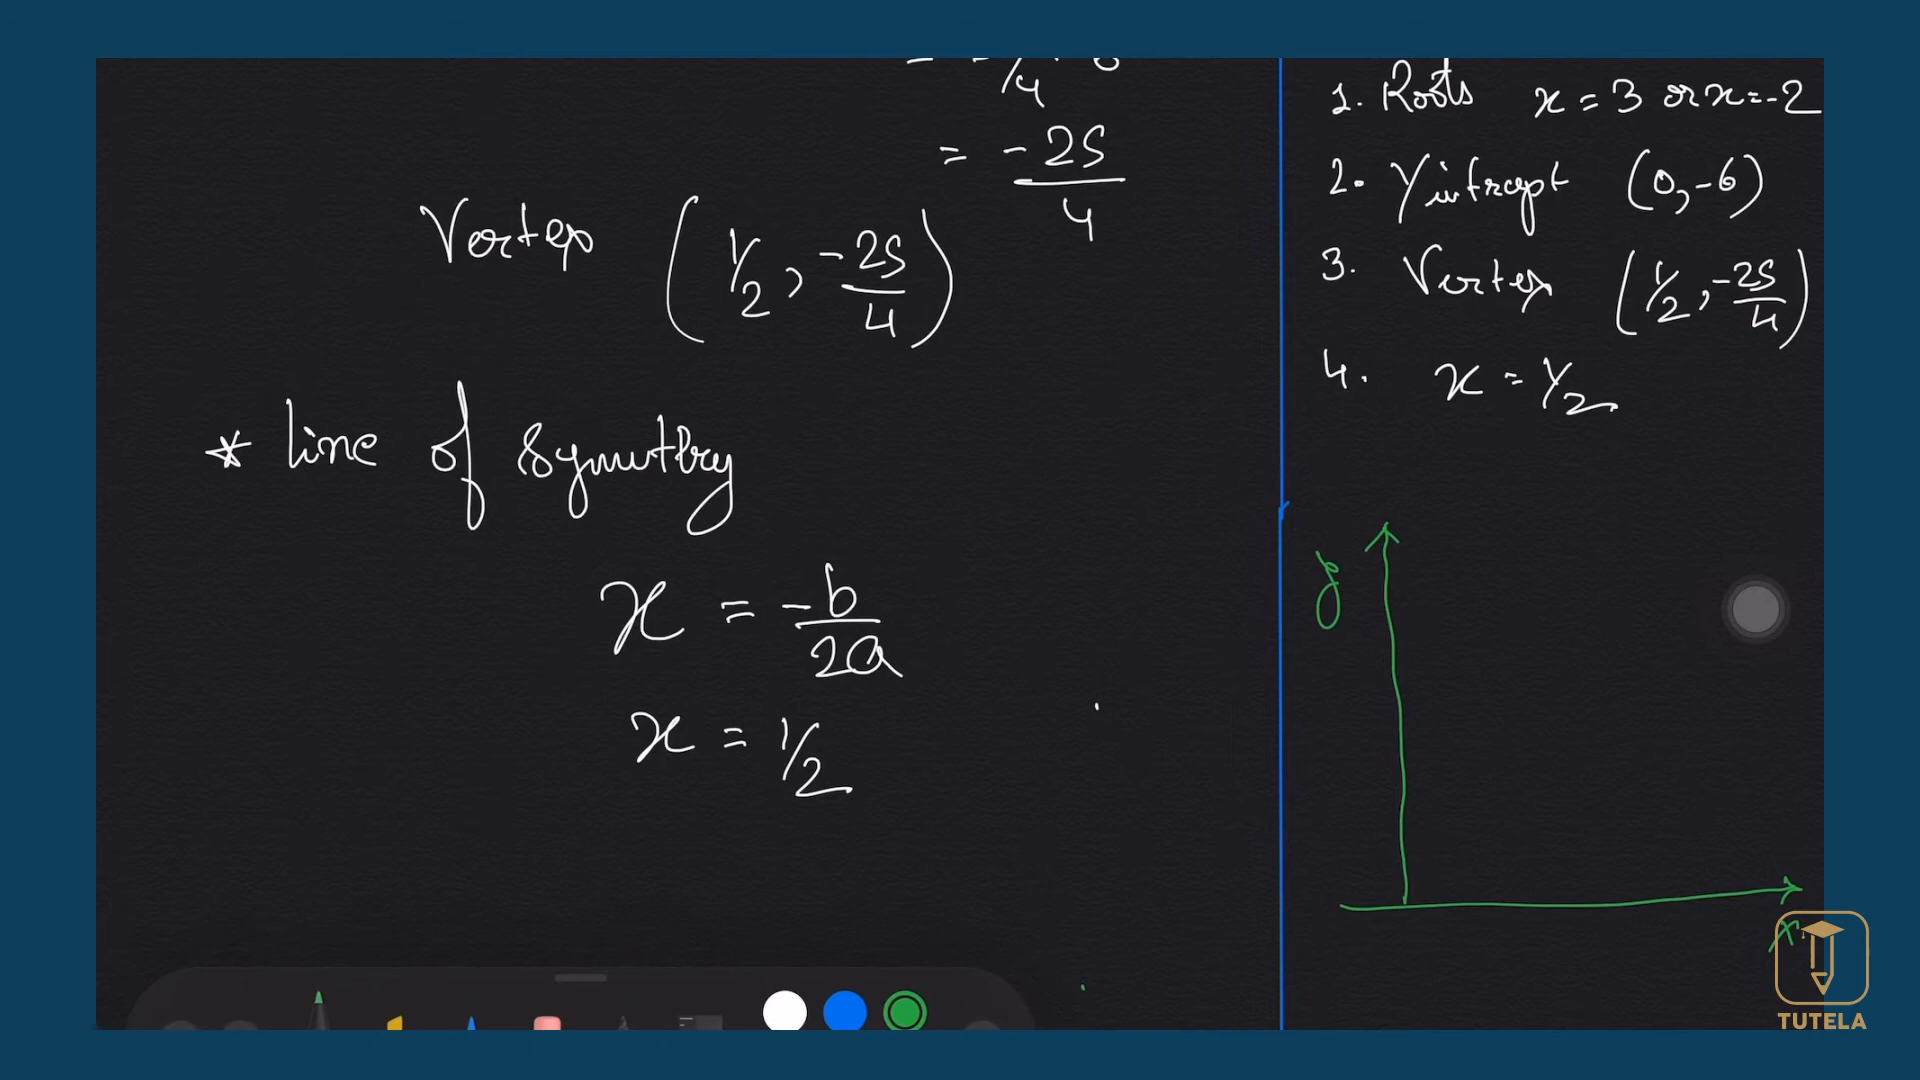 = -25/4
Vertex (1/2, -25/4)
* line of symmetry
x = -b/2a
x = 1/2
1. Roots x = 3 or x = -2
2. Y intrcept (0, -6)
3. Vertex (1/2, -25/4)
4. x = 1/2
y
x
TUTELA